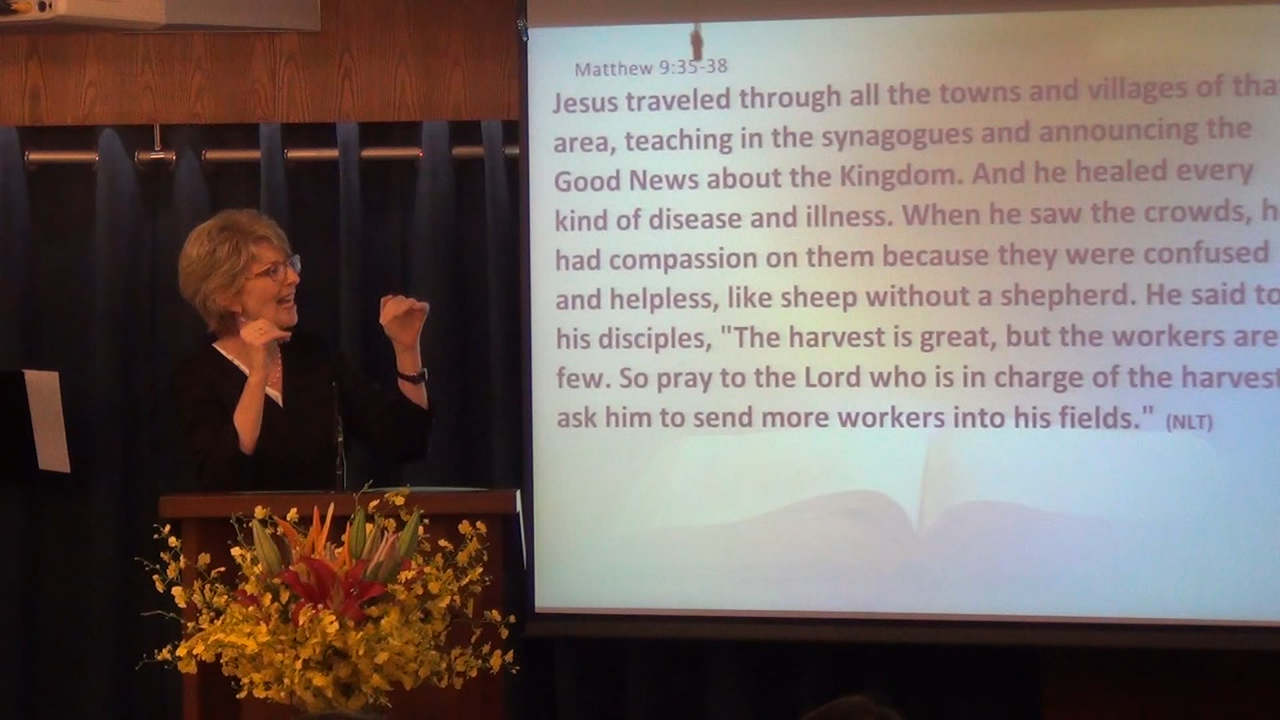 Matthew 9:35-38
Jesus traveled through all the towns and villages of tha
area, teaching in the synagogues and announcing the
Good News about the Kingdom. And he healed every
kind of disease and illness. When he saw the crowds, h
had compassion on them because they were confused
and helpless, like sheep without a shepherd. He said to
his disciples, "The harvest is great, but the workers are
few. So pray to the Lord who is in charge of the harvest
ask him to send more workers into his fields." (NLT)